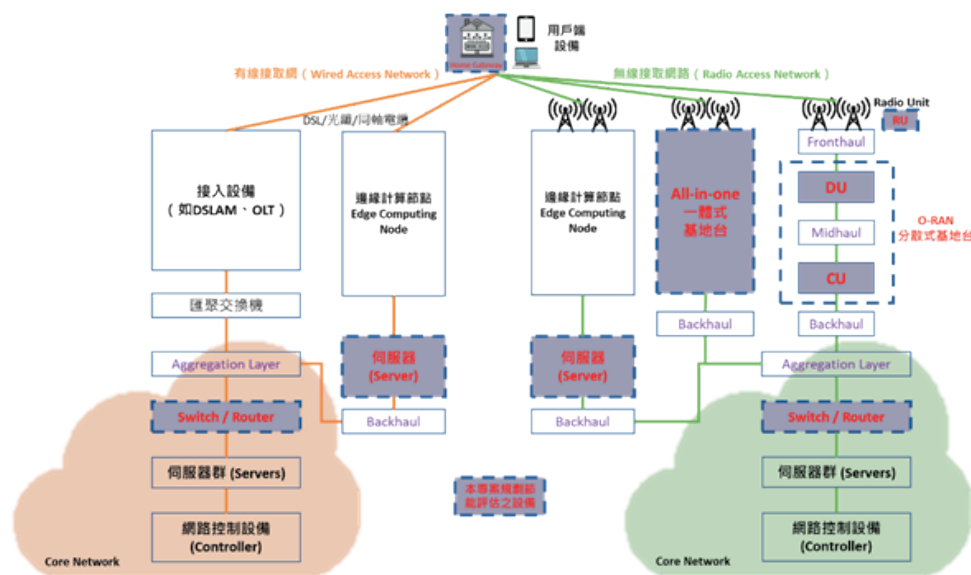 用戶端
設備
Home Gateway
有線接取網（Wired Access Network）
無線接取網路（Radio Access Network）
DSL/光纖/同軸電纜
Radio Unit
RU
Fronthaul
接入設備
（如DSLAM、OLT）
邊緣計算節點
Edge Computing
Node
邊緣計算節點
Edge Computing
Node
All-in-one
一體式
基地台
DU
Midhaul
CU
O-RAN
分散式基地台
匯聚交換機
Backhaul
Backhaul
Aggregation Layer
伺服器
(Server)
伺服器
(Server)
Aggregation Layer
Switch / Router
Backhaul
Backhaul
Switch / Router
伺服器群 (Servers)
本專案規劃節
能評估之設備
伺服器群 (Servers)
網路控制設備
(Controller)
網路控制設備
(Controller)
Core Network
Core Network